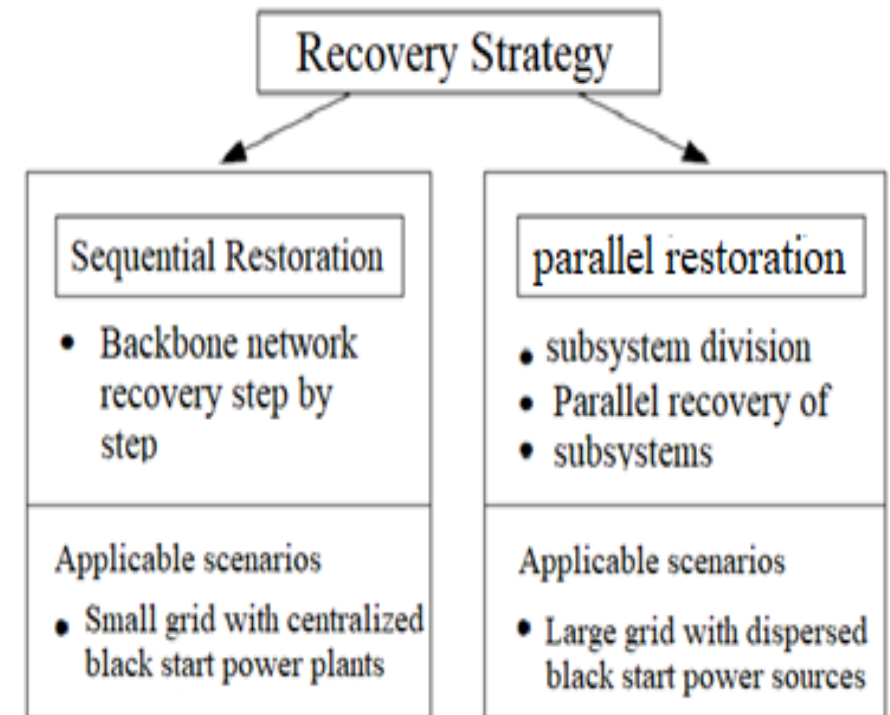 Recovery Strategy
Sequential Restoration
• Backbone network
recovery step by
step
Applicable scenarios
• Small grid with centralized
black start power plants
parallel restoration
• subsystem division
• Parallel recovery of
• subsystems
Applicable scenarios
• Large grid with dispersed
black start power sources